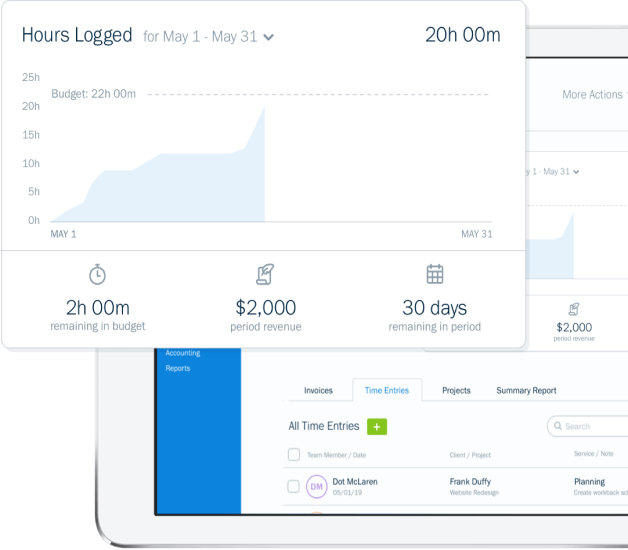 Hours Logged for May 1 - May 31 20h 00m
25h
Budget: 22h 00m
20h
15h
10h
5h
0h
MAY 1 MAY 31
2h 00m $2,000 30 days
remaining in budget period revenue remaining in period
More Actions
1 - May 31
$2,000
period revenue
Accounting
Reports
Invoices Time Entries Projects Summary Report
All Time Entries + Search
Team Member / Date Client / Project Service / Note
DM Dot McLaren Frank Duffy Planning
05/01/19 Website Redesign Create workback